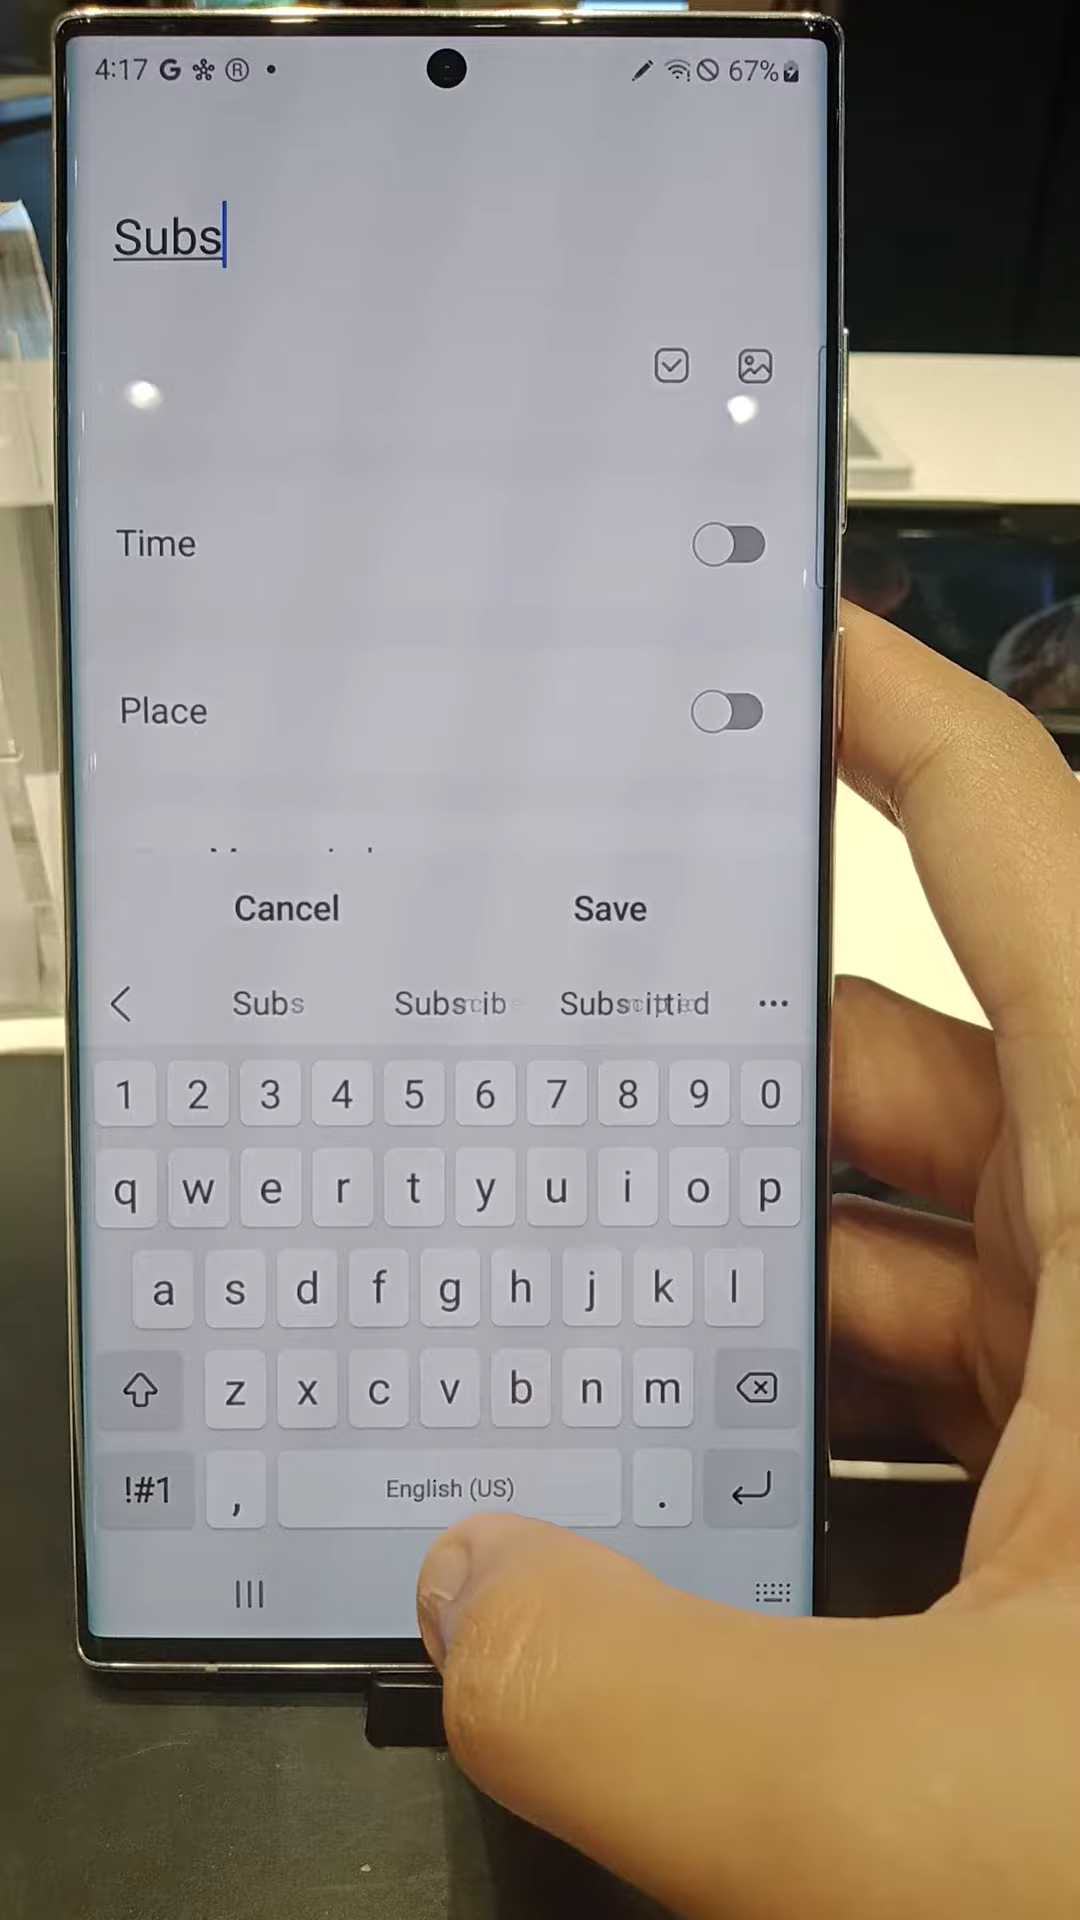 4:17 G ® • 67%
Subs
Time
Place
Cancel Save
Subs
1 2 3 4 5 6 7 8 9 0
q w e r t y u i o p
a s d f g h j k l
z x c v b n m
!#1 , English (US) .